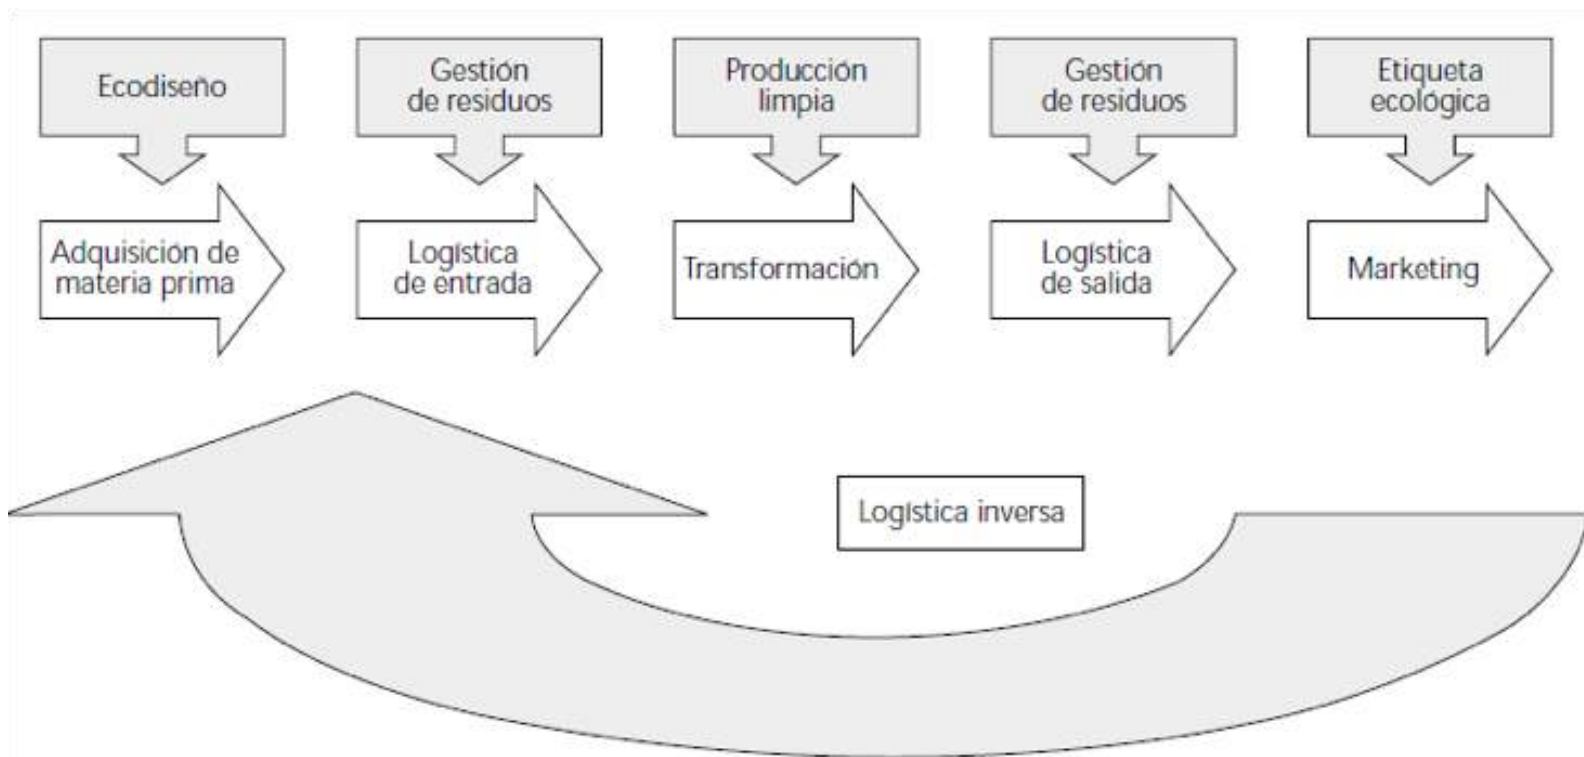 Ecodiseño
Gestión
de residuos
Producción
limpia
Gestión
de residuos
Etiqueta
ecológica
Adquisición de
materia prima
Logística
de entrada
Transformación
Logística
de salida
Marketing
Logística inversa